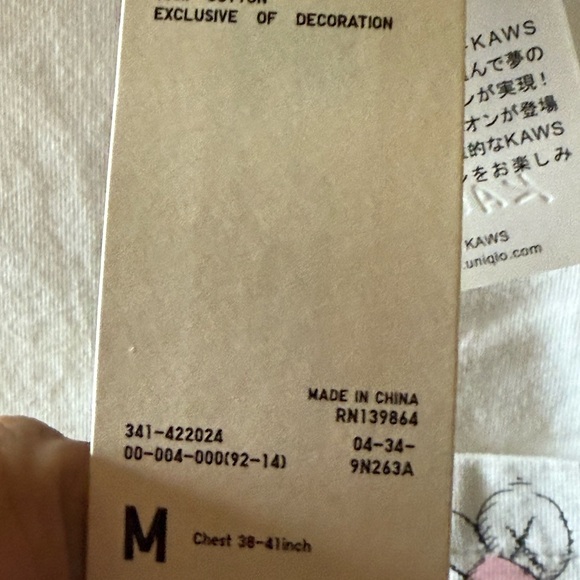 COTTON
EXCLUSIVE OF DECORATION
MADE IN CHINA
RN139864
341-422024
04-34-
00-004-000(92-14)
9N263A
M
Chest 38-41inch
KAWS
んで夢の
ンが実現!
オンが登場
的なKAWS
をお楽しみ
KAWS
uniqlo.com